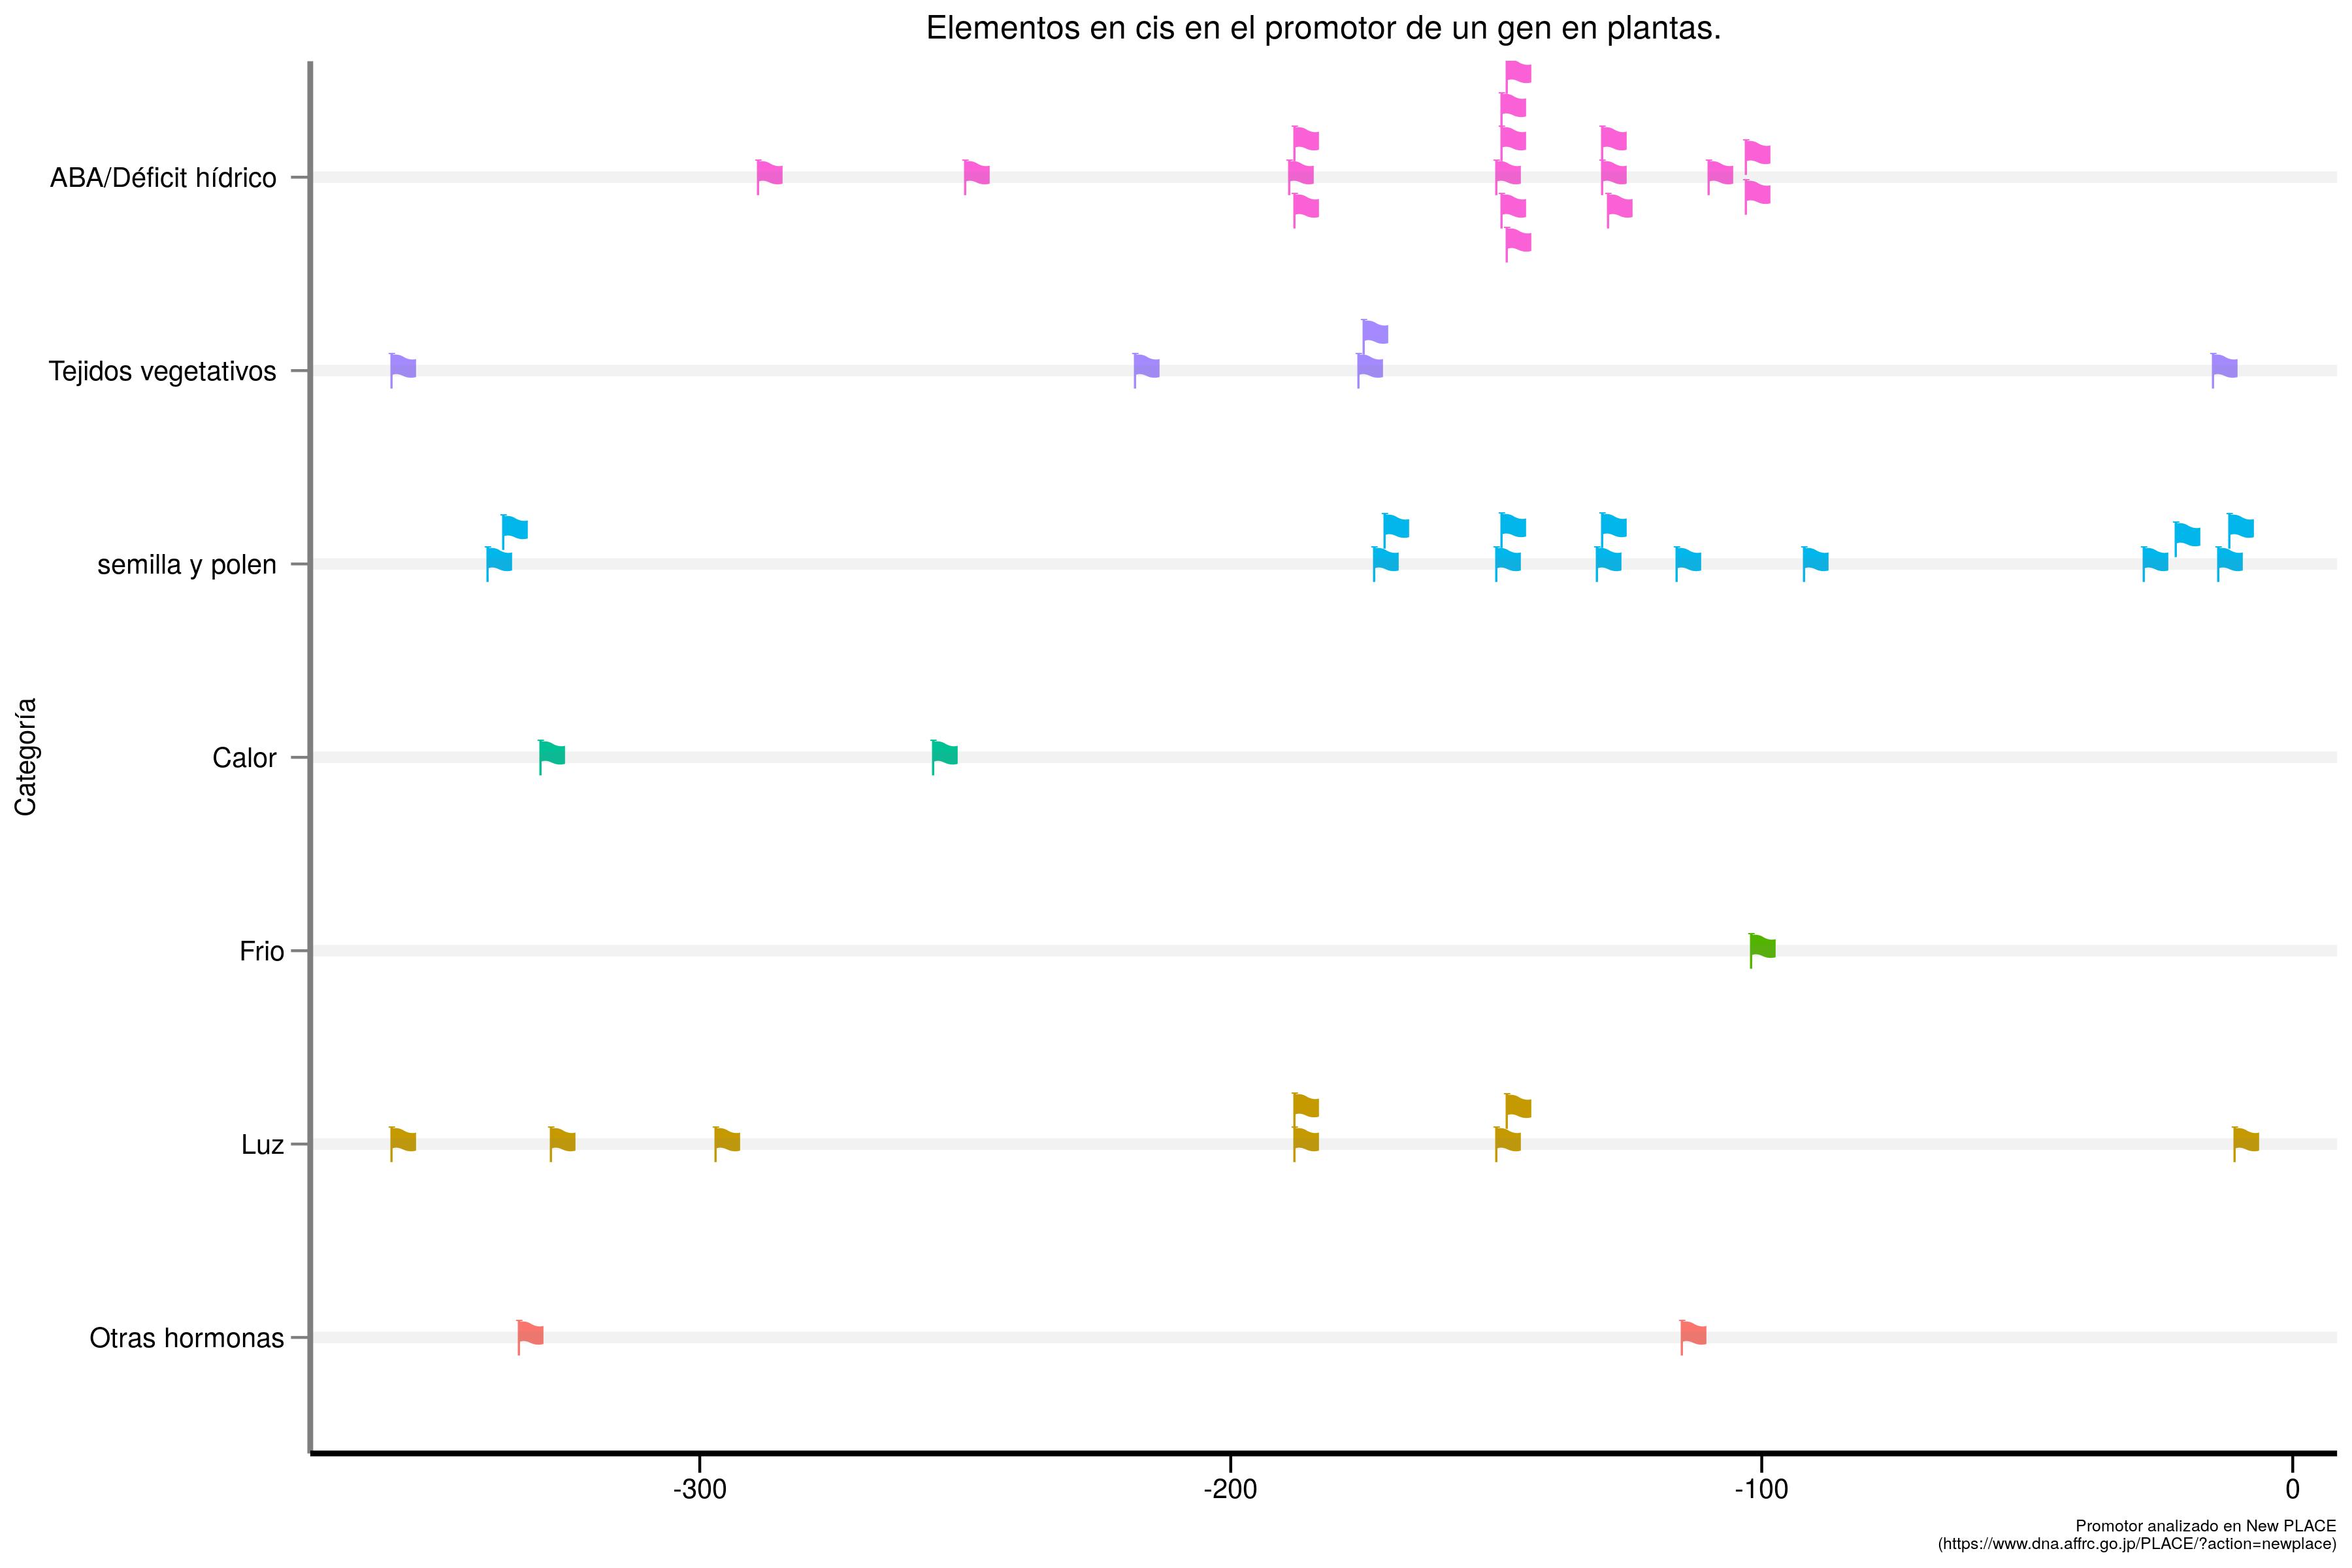 Elementos en cis en el promotor de un gen en plantas.
ABA/Déficit hídrico
Tejidos vegetativos
semilla y polen
Calor
Categoría
Frio
Luz
Otras hormonas
-300
-200
-100
0
Promotor analizado en New PLACE
(https://www.dna.affrc.go.jp/PLACE/?action=newplace)